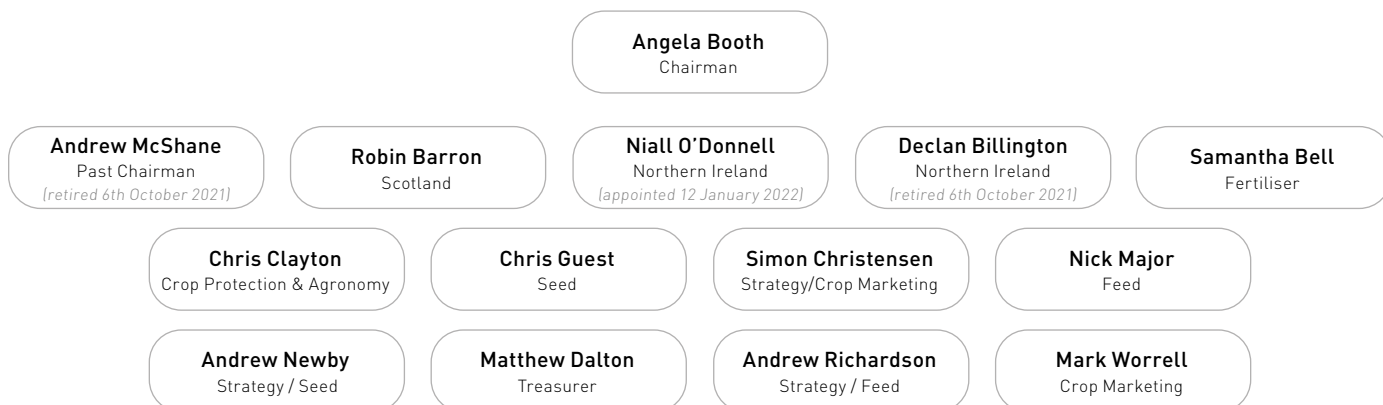 Angela Booth
Chairman
Andrew McShane
Past Chairman
(retired 6th October 2021)
Robin Barron
Scotland
Niall O'Donnell
Northern Ireland
(appointed 12 January 2022)
Declan Billington
Northern Ireland
(retired 6th October 2021)
Samantha Bell
Fertiliser
Chris Clayton
Crop Protection & Agronomy
Chris Guest
Seed
Simon Christensen
Strategy/Crop Marketing
Nick Major
Feed
Andrew Newby
Strategy / Seed
Matthew Dalton
Treasurer
Andrew Richardson
Strategy / Feed
Mark Worrell
Crop Marketing